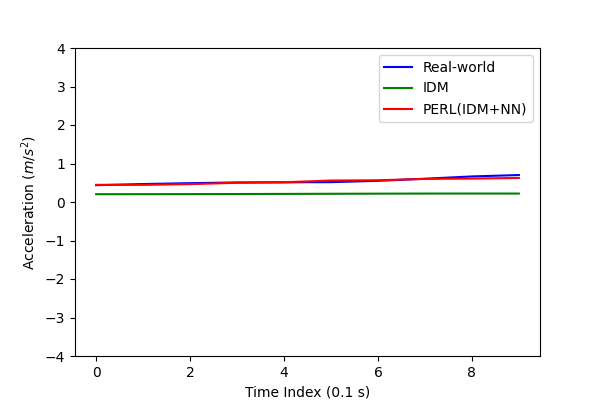 4
3
2
1
0
−1
−2
−3
−4
Acceleration (m/s²)
Real-world
IDM
PERL(IDM+NN)
0 2 4 6 8
Time Index (0.1 s)